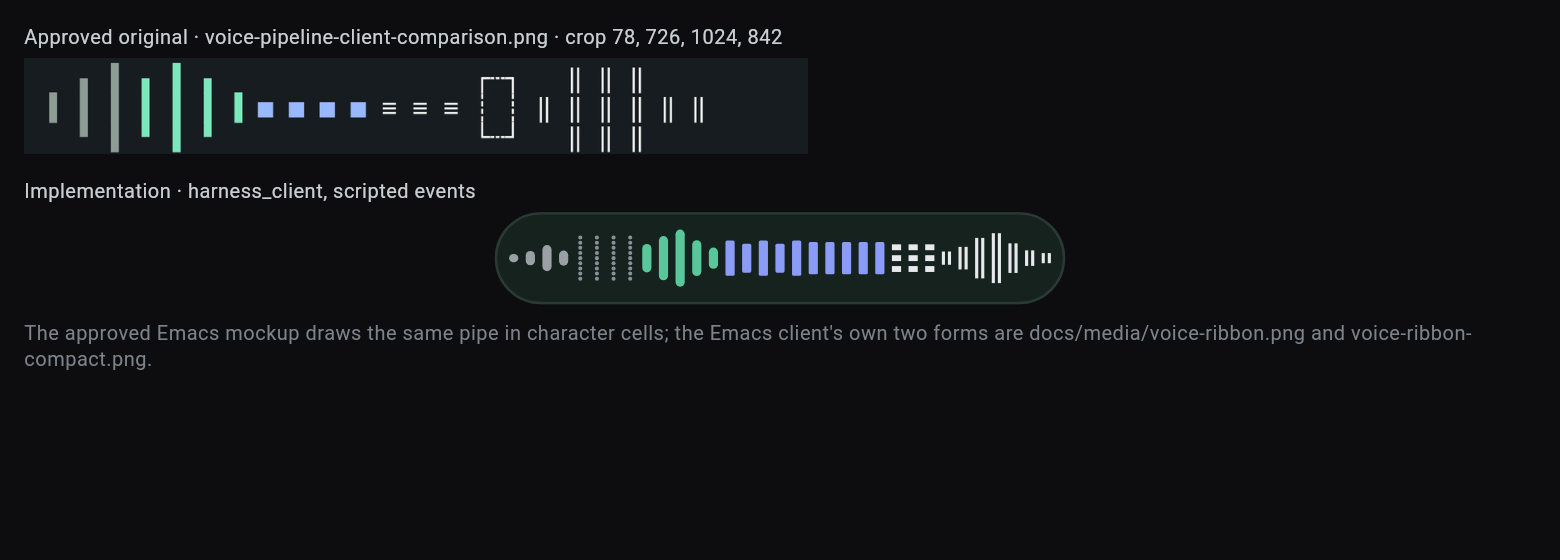 Approved original · voice-pipeline-client-comparison.png · crop 78, 726, 1024, 842
Implementation · harness_client, scripted events
The approved Emacs mockup draws the same pipe in character cells; the Emacs client's own two forms are docs/media/voice-ribbon.png and voice-ribbon-
compact.png.